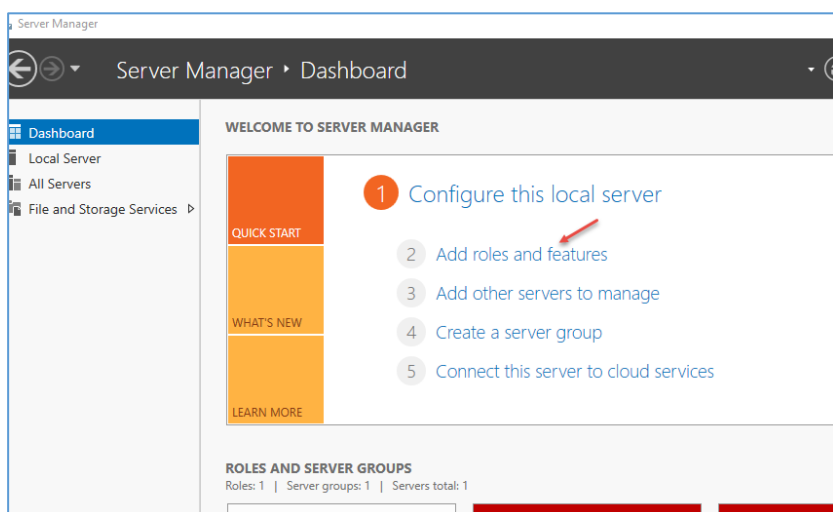 Server Manager
Server Manager • Dashboard
Dashboard
Local Server
All Servers
File and Storage Services
WELCOME TO SERVER MANAGER
QUICK START
WHAT'S NEW
LEARN MORE
1 Configure this local server
2 Add roles and features
3 Add other servers to manage
4 Create a server group
5 Connect this server to cloud services
ROLES AND SERVER GROUPS
Roles: 1 | Server groups: 1 | Servers total: 1